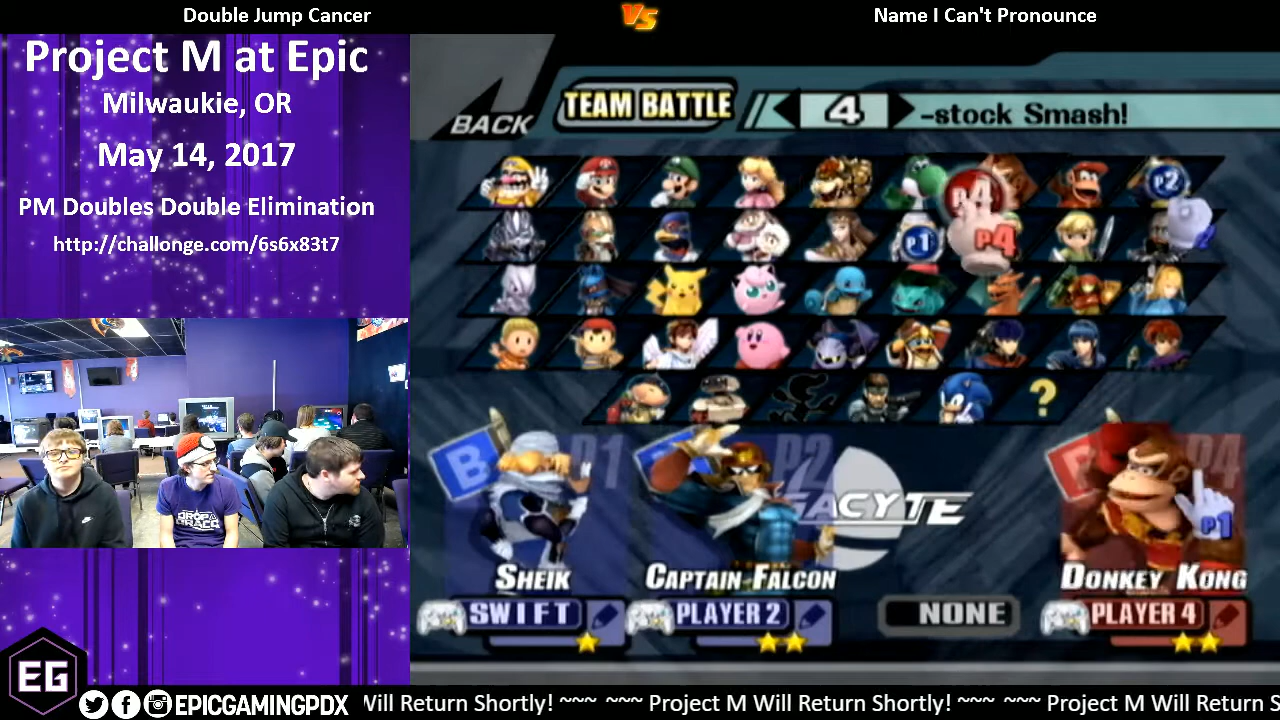 Double Jump Cancer
VS
Name I Can't Pronounce
Project M at Epic
Milwaukie, OR
May 14, 2017
PM Doubles Double Elimination
http://challonge.com/6s6x83t7
BACK
TEAM BATTLE
4 -stock Smash!
P4
P2
P1
P4
2
?
B P1
P2
P4
P1
SHEIK
CAPTAIN FALCON
DONKEY KONG
SWIFT
PLAYER 2
NONE
PLAYER 4
EG
EPICGAMINGPDX
Will Return Shortly! ~~~ ~~~ Project M Will Return Shortly! ~~~ ~~~ Project M Will Return S